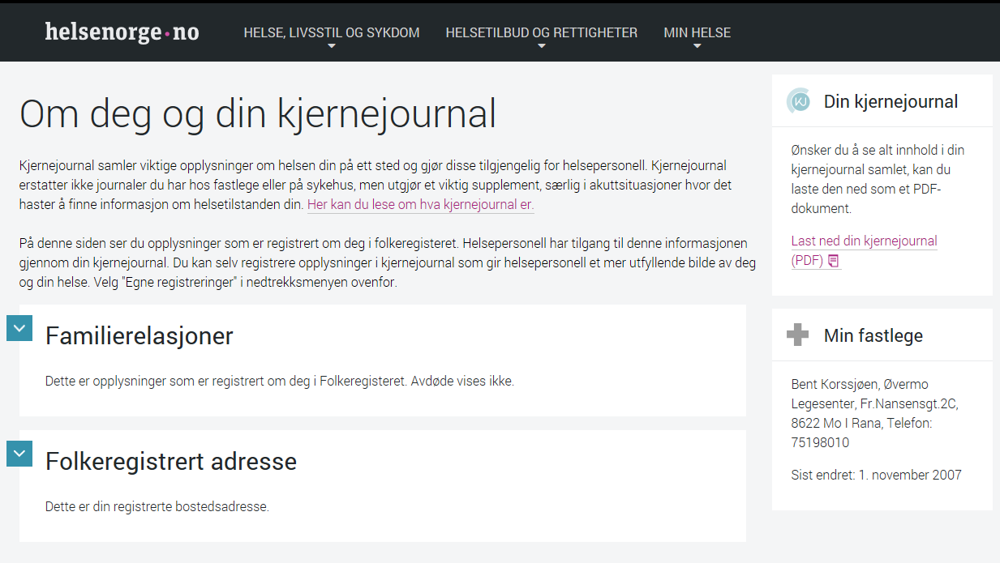 helsenorge.no
HELSE, LIVSSTIL OG SYKDOM
HELSETILBUD OG RETTIGHETER
MIN HELSE
Om deg og din kjernejournal
Kjernejournal samler viktige opplysninger om helsen din på ett sted og gjør disse tilgjengelig for helsepersonell. Kjernejournal
erstatter ikke journaler du har hos fastlege eller på sykehus, men utgjør et viktig supplement, særlig i akuttsituasjoner hvor det
haster å finne informasjon om helsetilstanden din. Her kan du lese om hva kjernejournal er.
På denne siden ser du opplysninger som er registrert om deg i folkeregisteret. Helsepersonell har tilgang til denne informasjonen
gjennom din kjernejournal. Du kan selv registrere opplysninger i kjernejournal som gir helsepersonell et mer utfyllende bilde av deg
og din helse. Velg "Egne registreringer" i nedtrekksmenyen ovenfor.
Familierelasjoner
Dette er opplysninger som er registrert om deg i Folkeregisteret. Avdøde vises ikke.
Folkeregistrert adresse
Dette er din registrerte bostedsadresse.
KJ
Din kjernejournal
Ønsker du å se alt innhold i din
kjernejournal samlet, kan du
laste den ned som et PDF-
dokument.
Last ned din kjernejournal
(PDF)
Min fastlege
Bent Korssjøen, Øvermo
Legesenter, Fr.Nansensgt.2C,
8622 Mo I Rana, Telefon:
75198010
Sist endret: 1. november 2007